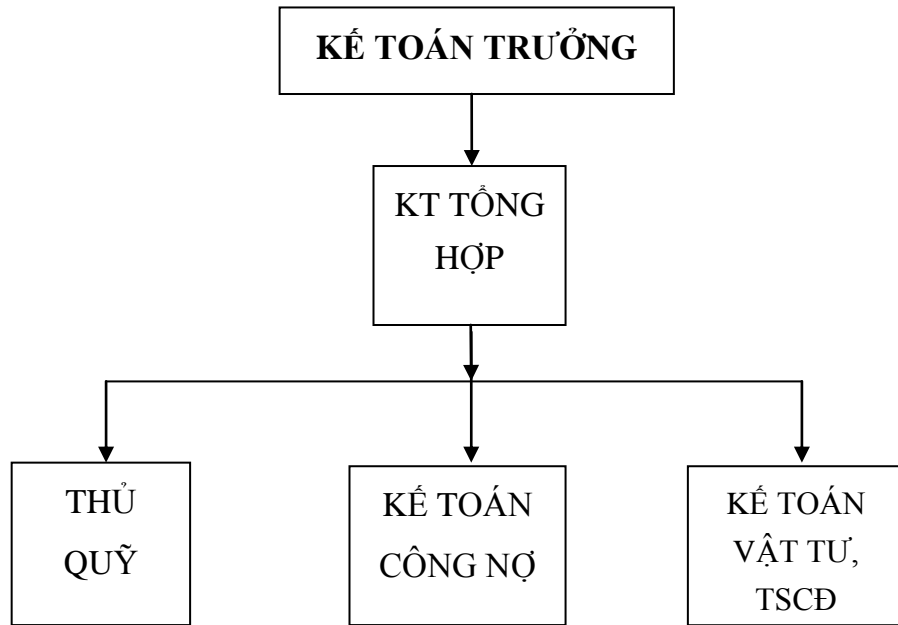 KẾ TOÁN TRƯỞNG
KT TỔNG
HỢP
THỦ
QUỸ
KẾ TOÁN
CÔNG NỢ
KẾ TOÁN
VẬT TƯ,
TSCĐ